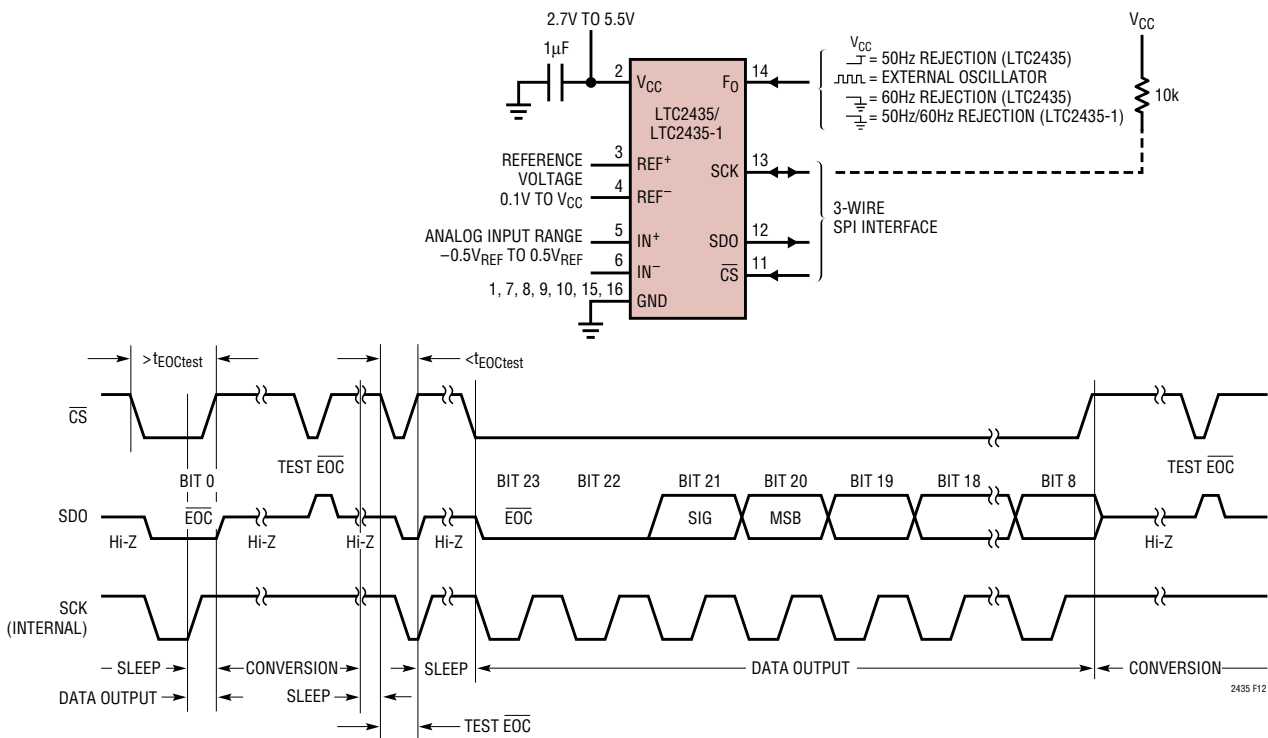 2.7V TO 5.5V
1µF
2
VCC
LTC2435/
LTC2435-1
FO
14
VCC
= 50Hz REJECTION (LTC2435)
= EXTERNAL OSCILLATOR
= 60Hz REJECTION (LTC2435)
= 50Hz/60Hz REJECTION (LTC2435-1)
VCC
10k
REFERENCE
VOLTAGE
0.1V TO VCC
3
REF+
4
REF−
SCK
13
ANALOG INPUT RANGE
−0.5VREF TO 0.5VREF
5
IN+
6
IN−
SDO
12
CS
11
3-WIRE
SPI INTERFACE
1, 7, 8, 9, 10, 15, 16
GND
>tEOCtest
<tEOCtest
CS
TEST EOC
TEST EOC
BIT 0
BIT 23
BIT 22
BIT 21
BIT 20
BIT 19
BIT 18
BIT 8
SDO
EOC
EOC
SIG
MSB
Hi-Z
Hi-Z
Hi-Z
Hi-Z
Hi-Z
SCK
(INTERNAL)
SLEEP
CONVERSION
SLEEP
DATA OUTPUT
CONVERSION
DATA OUTPUT
SLEEP
TEST EOC
2435 F12